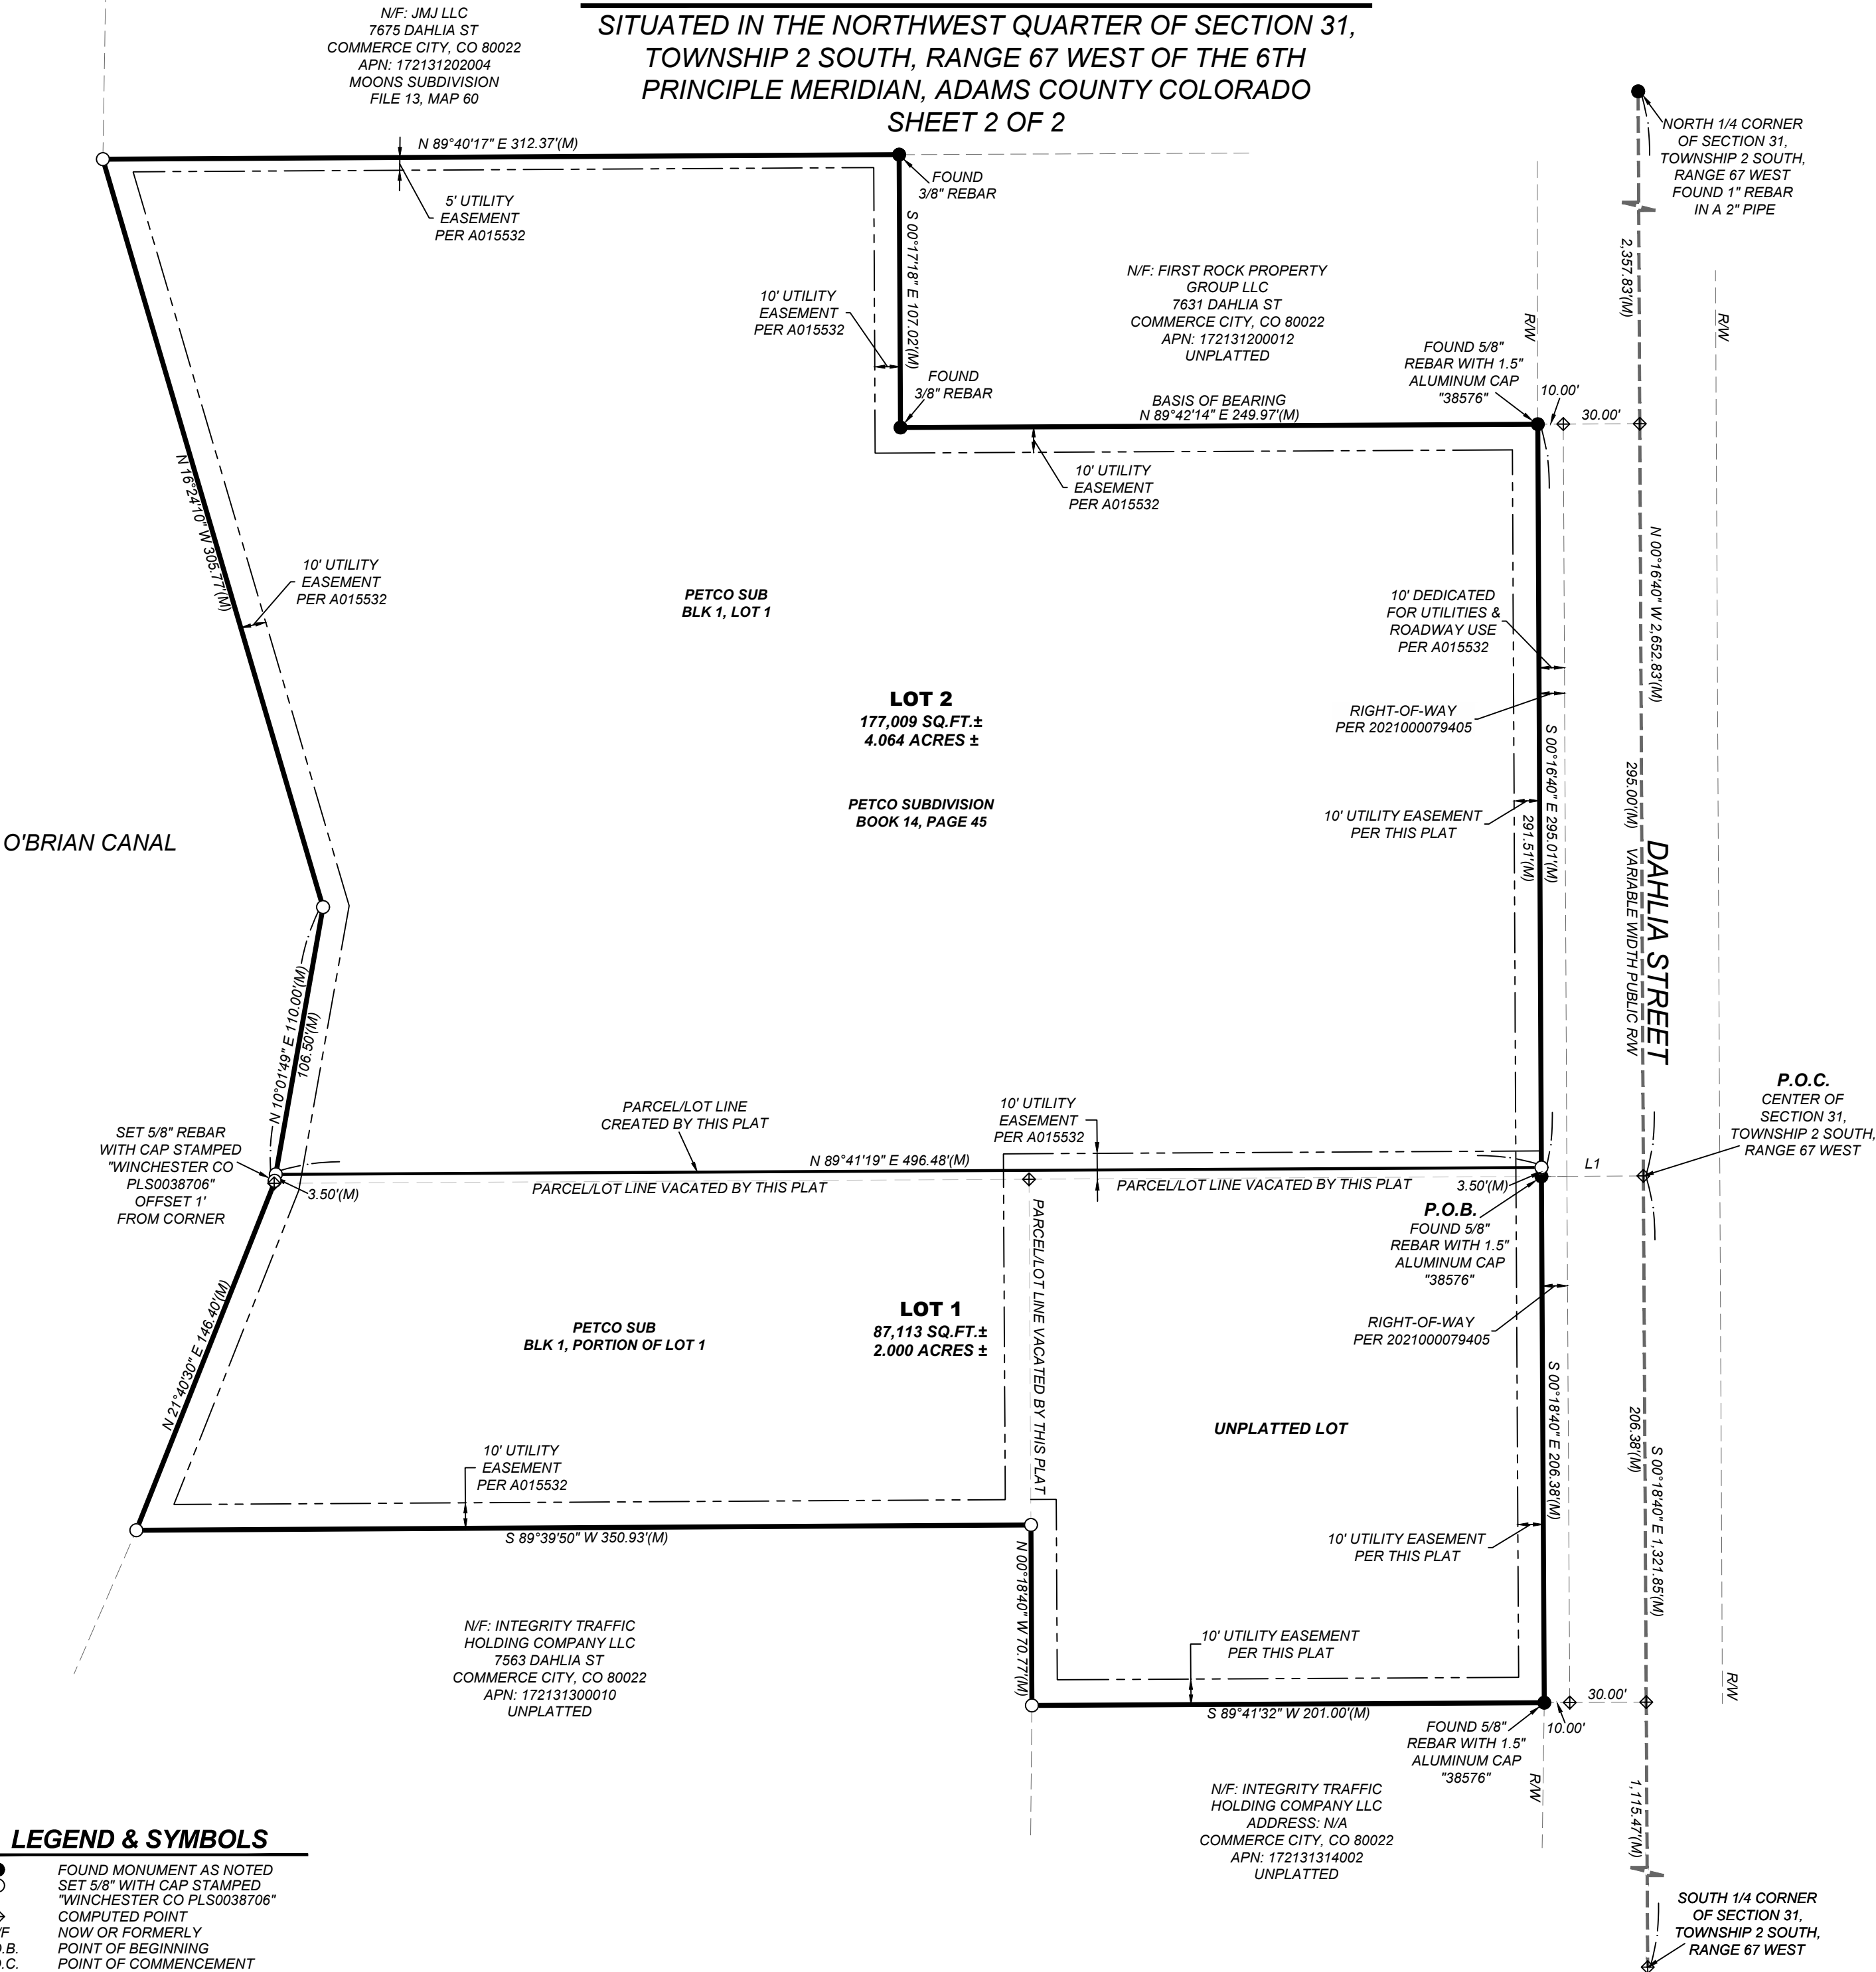 SITUATED IN THE NORTHWEST QUARTER OF SECTION 31,
TOWNSHIP 2 SOUTH, RANGE 67 WEST OF THE 6TH
PRINCIPLE MERIDIAN, ADAMS COUNTY COLORADO
SHEET 2 OF 2
N/F: JMJ LLC
7675 DAHLIA ST
COMMERCE CITY, CO 80022
APN: 172131202004
MOONS SUBDIVISION
FILE 13, MAP 60
NORTH 1/4 CORNER
OF SECTION 31,
TOWNSHIP 2 SOUTH,
RANGE 67 WEST
FOUND 1" REBAR
IN A 2" PIPE
N 89°40'17" E 312.37'(M)
FOUND
3/8" REBAR
5' UTILITY
EASEMENT
PER A015532
S 00°17'18" E 107.02'(M)
2,357.83'(M)
10' UTILITY
EASEMENT
PER A015532
N/F: FIRST ROCK PROPERTY
GROUP LLC
7631 DAHLIA ST
COMMERCE CITY, CO 80022
APN: 172131200012
UNPLATTED
R/W
R/W
FOUND 5/8"
REBAR WITH 1.5"
ALUMINUM CAP
"38576"
FOUND
3/8" REBAR
10.00'
30.00'
BASIS OF BEARING
N 89°42'14" E 249.97'(M)
10' UTILITY
EASEMENT
PER A015532
N 16°24'10" W 305.77'(M)
10' UTILITY
EASEMENT
PER A015532
PETCO SUB
BLK 1, LOT 1
10' DEDICATED
FOR UTILITIES &
ROADWAY USE
PER A015532
N 00°16'40" W 2,652.83'(M)
LOT 2
177,009 SQ.FT.±
4.064 ACRES ±
RIGHT-OF-WAY
PER 2021000079405
S 00°16'40" E 295.01'(M)
291.51'(M)
295.00'(M)
VARIABLE WIDTH PUBLIC R/W
DAHLIA STREET
PETCO SUBDIVISION
BOOK 14, PAGE 45
10' UTILITY EASEMENT
PER THIS PLAT
O'BRIAN CANAL
N 10°01'49" E 110.00'(M)
106.50'(M)
P.O.C.
CENTER OF
SECTION 31,
TOWNSHIP 2 SOUTH,
RANGE 67 WEST
SET 5/8" REBAR
WITH CAP STAMPED
"WINCHESTER CO
PLS0038706"
OFFSET 1'
FROM CORNER
PARCEL/LOT LINE
CREATED BY THIS PLAT
10' UTILITY
EASEMENT
PER A015532
N 89°41'19" E 496.48'(M)
L1
3.50'(M)
PARCEL/LOT LINE VACATED BY THIS PLAT
PARCEL/LOT LINE VACATED BY THIS PLAT
3.50'(M)
P.O.B.
FOUND 5/8"
REBAR WITH 1.5"
ALUMINUM CAP
"38576"
PARCEL/LOT LINE VACATED BY THIS PLAT
N 21°40'30" E 146.40'(M)
LOT 1
87,113 SQ.FT.±
2.000 ACRES ±
PETCO SUB
BLK 1, PORTION OF LOT 1
RIGHT-OF-WAY
PER 2021000079405
S 00°18'40" E 206.38'(M)
206.38'(M)
S 00°18'40" E 1,321.85'(M)
UNPLATTED LOT
10' UTILITY
EASEMENT
PER A015532
S 89°39'50" W 350.93'(M)
10' UTILITY EASEMENT
PER THIS PLAT
N 00°18'40" W 70.77'(M)
N/F: INTEGRITY TRAFFIC
HOLDING COMPANY LLC
7563 DAHLIA ST
COMMERCE CITY, CO 80022
APN: 172131300010
UNPLATTED
10' UTILITY EASEMENT
PER THIS PLAT
S 89°41'32" W 201.00'(M)
30.00'
10.00'
R/W
FOUND 5/8"
REBAR WITH 1.5"
ALUMINUM CAP
"38576"
R/W
N/F: INTEGRITY TRAFFIC
HOLDING COMPANY LLC
ADDRESS: N/A
COMMERCE CITY, CO 80022
APN: 172131314002
UNPLATTED
1,115.47'(M)
SOUTH 1/4 CORNER
OF SECTION 31,
TOWNSHIP 2 SOUTH,
RANGE 67 WEST
LEGEND & SYMBOLS
FOUND MONUMENT AS NOTED
SET 5/8" WITH CAP STAMPED
"WINCHESTER CO PLS0038706"
COMPUTED POINT
/F NOW OR FORMERLY
.B. POINT OF BEGINNING
.C. POINT OF COMMENCEMENT